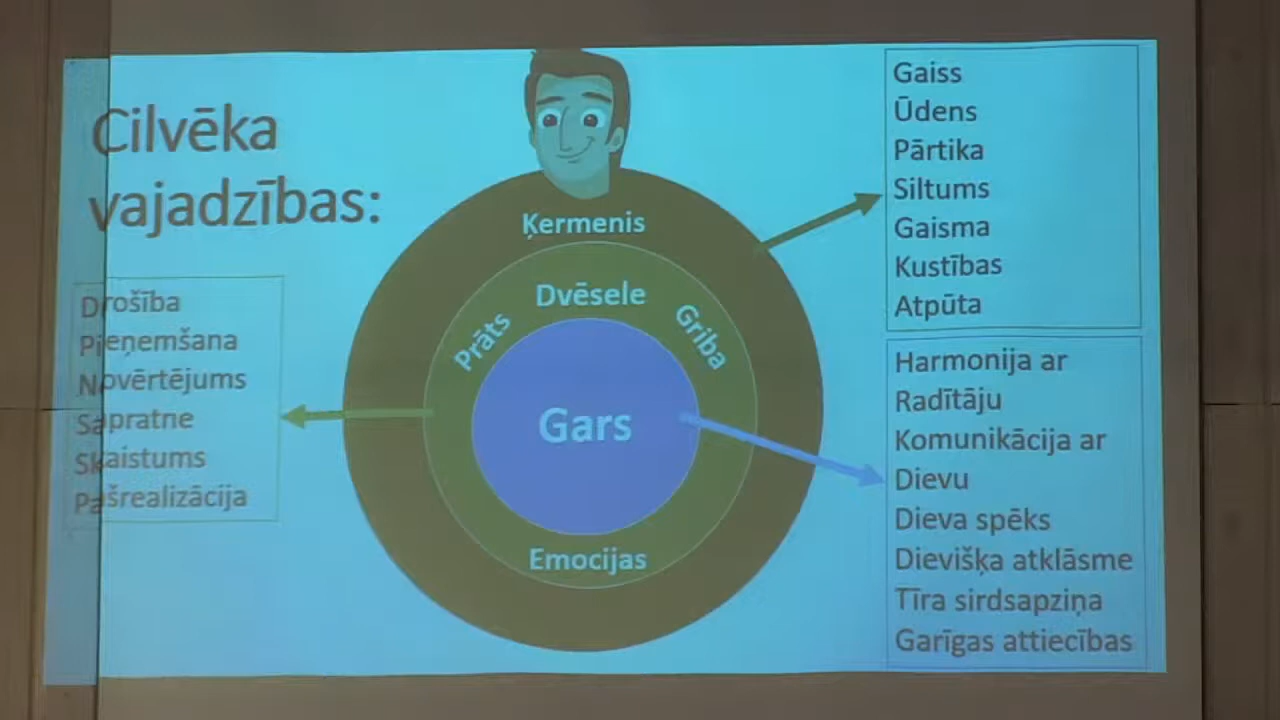 Cilvēka
vajadzības:
Drošība
Pieņemšana
Novērtējums
Sapratne
Skaistums
Pašrealizācija
Ķermenis
Dvēsele
Prāts
Griba
Gars
Emocijas
Gaiss
Ūdens
Pārtika
Siltums
Gaisma
Kustības
Atpūta
Harmonija ar
Radītāju
Komunikācija ar
Dievu
Dieva spēks
Dievišķa atklāsme
Tīra sirdsapziņa
Garīgas attiecības